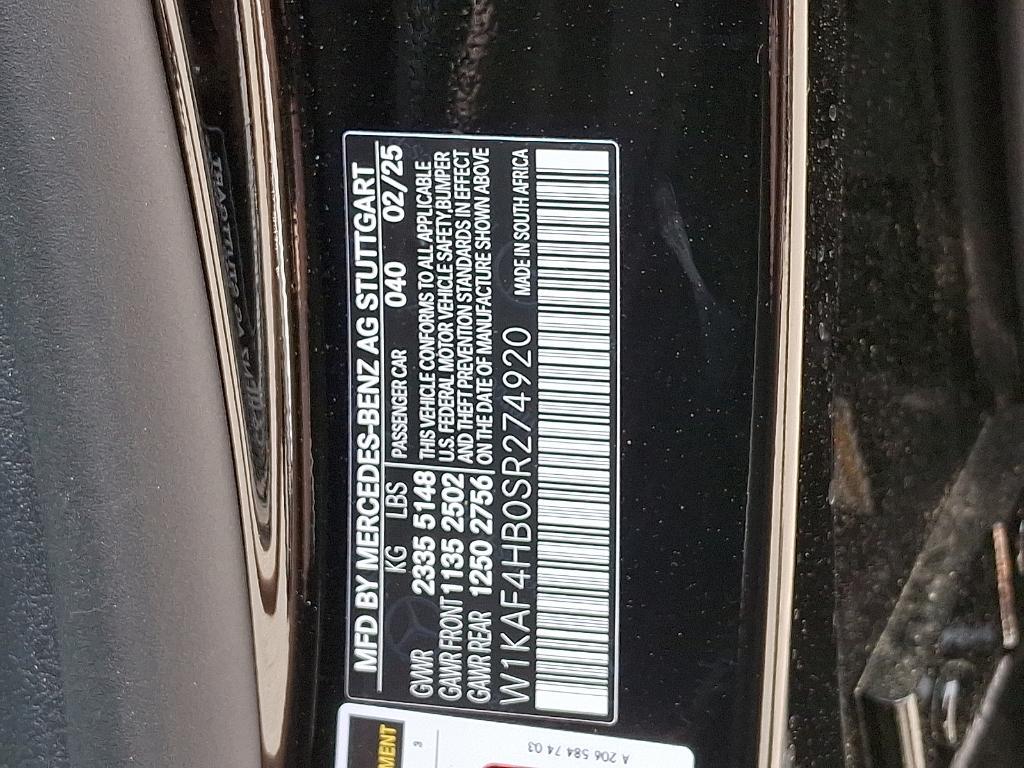 MFD BY MERCEDES-BENZ AG STUTTGART
KG LBS PASSENGER CAR 040 02/25
GVWR 2335 5148 THIS VEHICLE CONFORMS TO ALL APPLICABLE
GAWR FRONT 1135 2502 U.S. FEDERAL MOTOR VEHICLE SAFETY,BUMPER
GAWR REAR 1250 2756 AND THEFT PREVENTION STANDARDS IN EFFECT
ON THE DATE OF MANUFACTURE SHOWN ABOVE
W1KAF4HB0SR274920 MADE IN SOUTH AFRICA
3
A 206 584 74 03